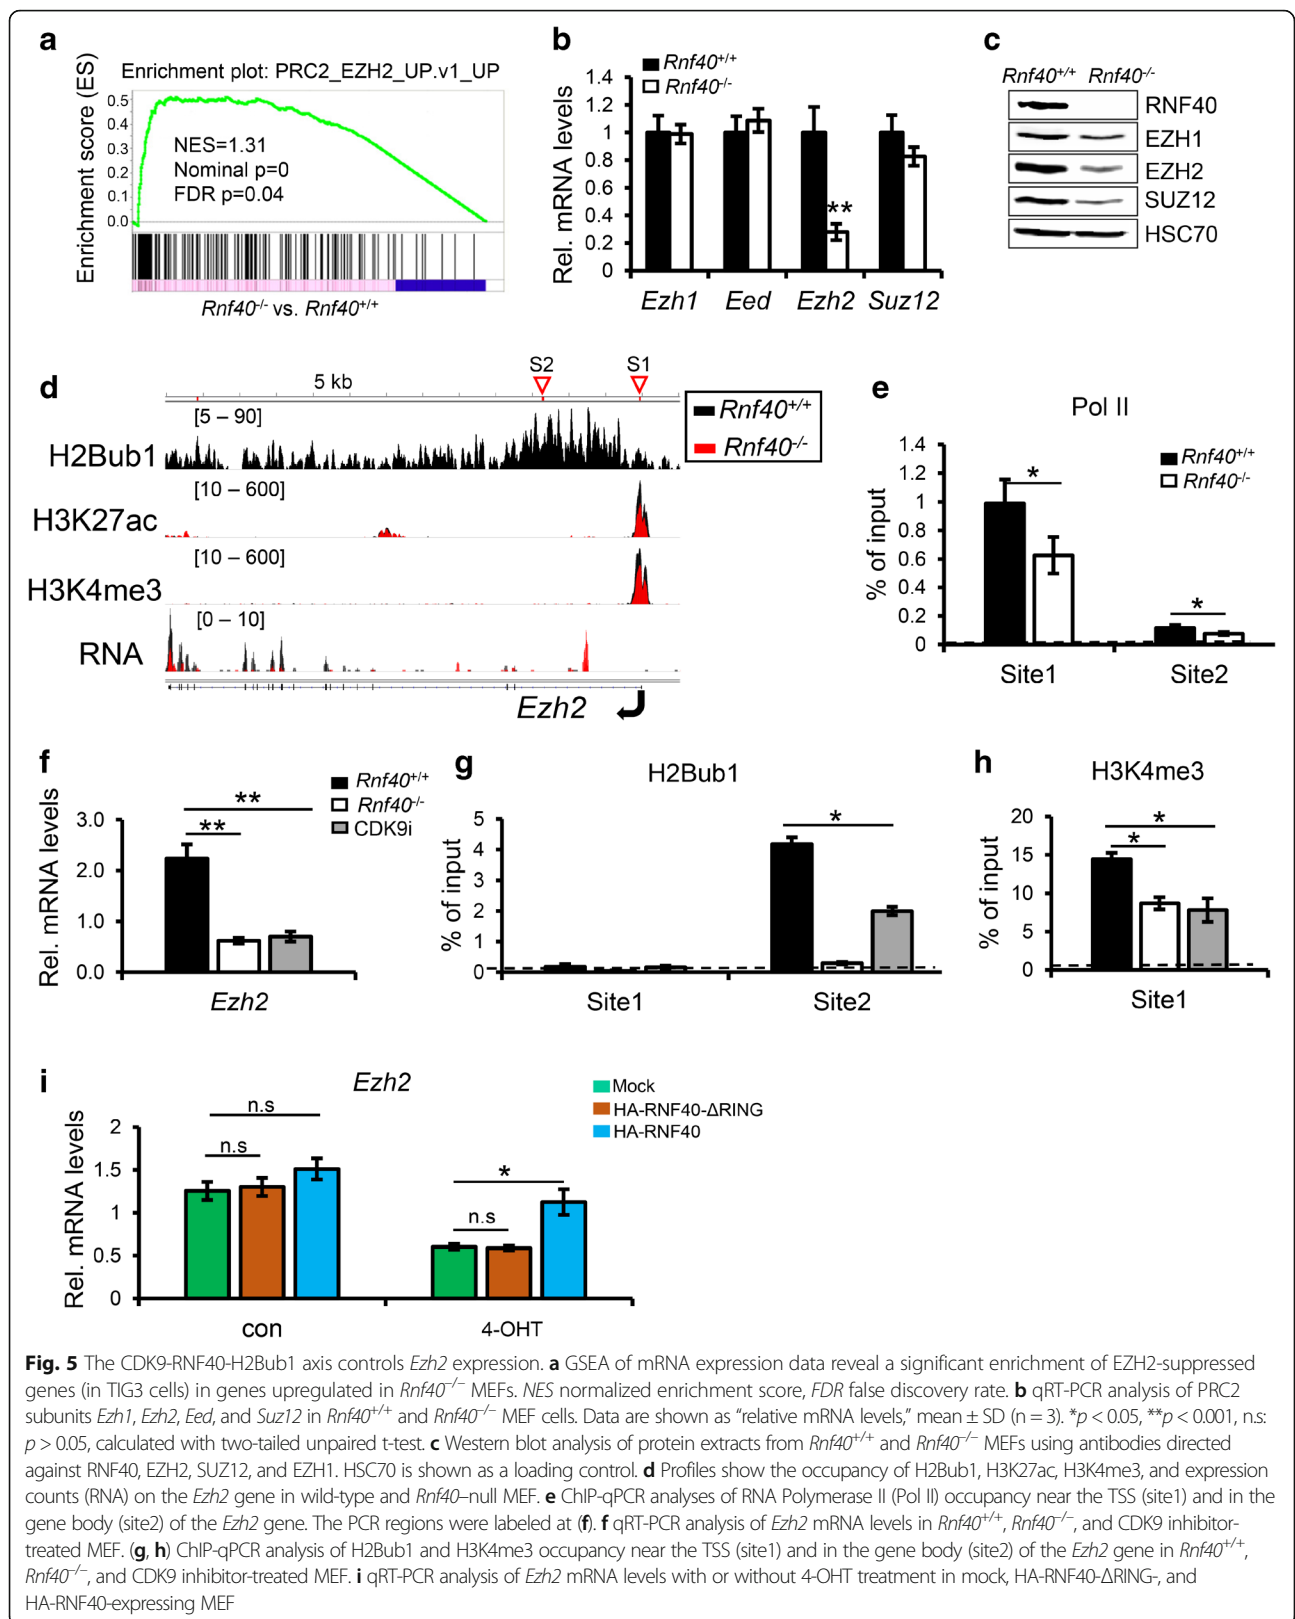 a
Enrichment plot: PRC2_EZH2_UP.v1_UP
Enrichment score (ES)
0.5
0.4
0.3
0.2
0.1
0.0
NES=1.31
Nominal p=0
FDR p=0.04
Rnf40-/- vs. Rnf40+/+
b
Rnf40+/+
Rnf40-/-
Rel. mRNA levels
1.4
1.2
1
0.8
0.6
0.4
0.2
0
**
Ezh1 Eed Ezh2 Suz12
c
Rnf40+/+ Rnf40-/-
RNF40
EZH1
EZH2
SUZ12
HSC70
d
5 kb
S2 S1
Rnf40+/+
Rnf40-/-
[5 – 90]
H2Bub1
[10 – 600]
H3K27ac
[10 – 600]
H3K4me3
[0 – 10]
RNA
Ezh2
e
Pol II
Rnf40+/+
Rnf40-/-
% of input
1.4
1.2
1
0.8
0.6
0.4
0.2
0
*
*
Site1 Site2
f
Rnf40+/+
Rnf40-/-
CDK9i
Rel. mRNA levels
3.0
2.0
1.0
0.0
**
**
Ezh2
g
H2Bub1
% of input
5
4
3
2
1
0
*
Site1 Site2
h
H3K4me3
% of input
20
15
10
5
0
*
*
Site1
i
Ezh2
Mock
HA-RNF40-ΔRING
HA-RNF40
Rel. mRNA levels
2
1.5
1
0.5
0
n.s
n.s
*
n.s
con 4-OHT
Fig. 5 The CDK9-RNF40-H2Bub1 axis controls Ezh2 expression. a GSEA of mRNA expression data reveal a significant enrichment of EZH2-suppressed
genes (in TIG3 cells) in genes upregulated in Rnf40−/− MEFs. NES normalized enrichment score, FDR false discovery rate. b qRT-PCR analysis of PRC2
subunits Ezh1, Ezh2, Eed, and Suz12 in Rnf40+/+ and Rnf40−/− MEF cells. Data are shown as “relative mRNA levels,” mean ± SD (n = 3). *p < 0.05, **p < 0.001, n.s:
p > 0.05, calculated with two-tailed unpaired t-test. c Western blot analysis of protein extracts from Rnf40+/+ and Rnf40−/− MEFs using antibodies directed
against RNF40, EZH2, SUZ12, and EZH1. HSC70 is shown as a loading control. d Profiles show the occupancy of H2Bub1, H3K27ac, H3K4me3, and expression
counts (RNA) on the Ezh2 gene in wild-type and Rnf40–null MEF. e ChIP-qPCR analyses of RNA Polymerase II (Pol II) occupancy near the TSS (site1) and in the
gene body (site2) of the Ezh2 gene. The PCR regions were labeled at (f). f qRT-PCR analysis of Ezh2 mRNA levels in Rnf40+/+, Rnf40−/−, and CDK9 inhibitor-
treated MEF. (g, h) ChIP-qPCR analysis of H2Bub1 and H3K4me3 occupancy near the TSS (site1) and in the gene body (site2) of the Ezh2 gene in Rnf40+/+,
Rnf40−/−, and CDK9 inhibitor-treated MEF. i qRT-PCR analysis of Ezh2 mRNA levels with or without 4-OHT treatment in mock, HA-RNF40-ΔRING-, and
HA-RNF40-expressing MEF